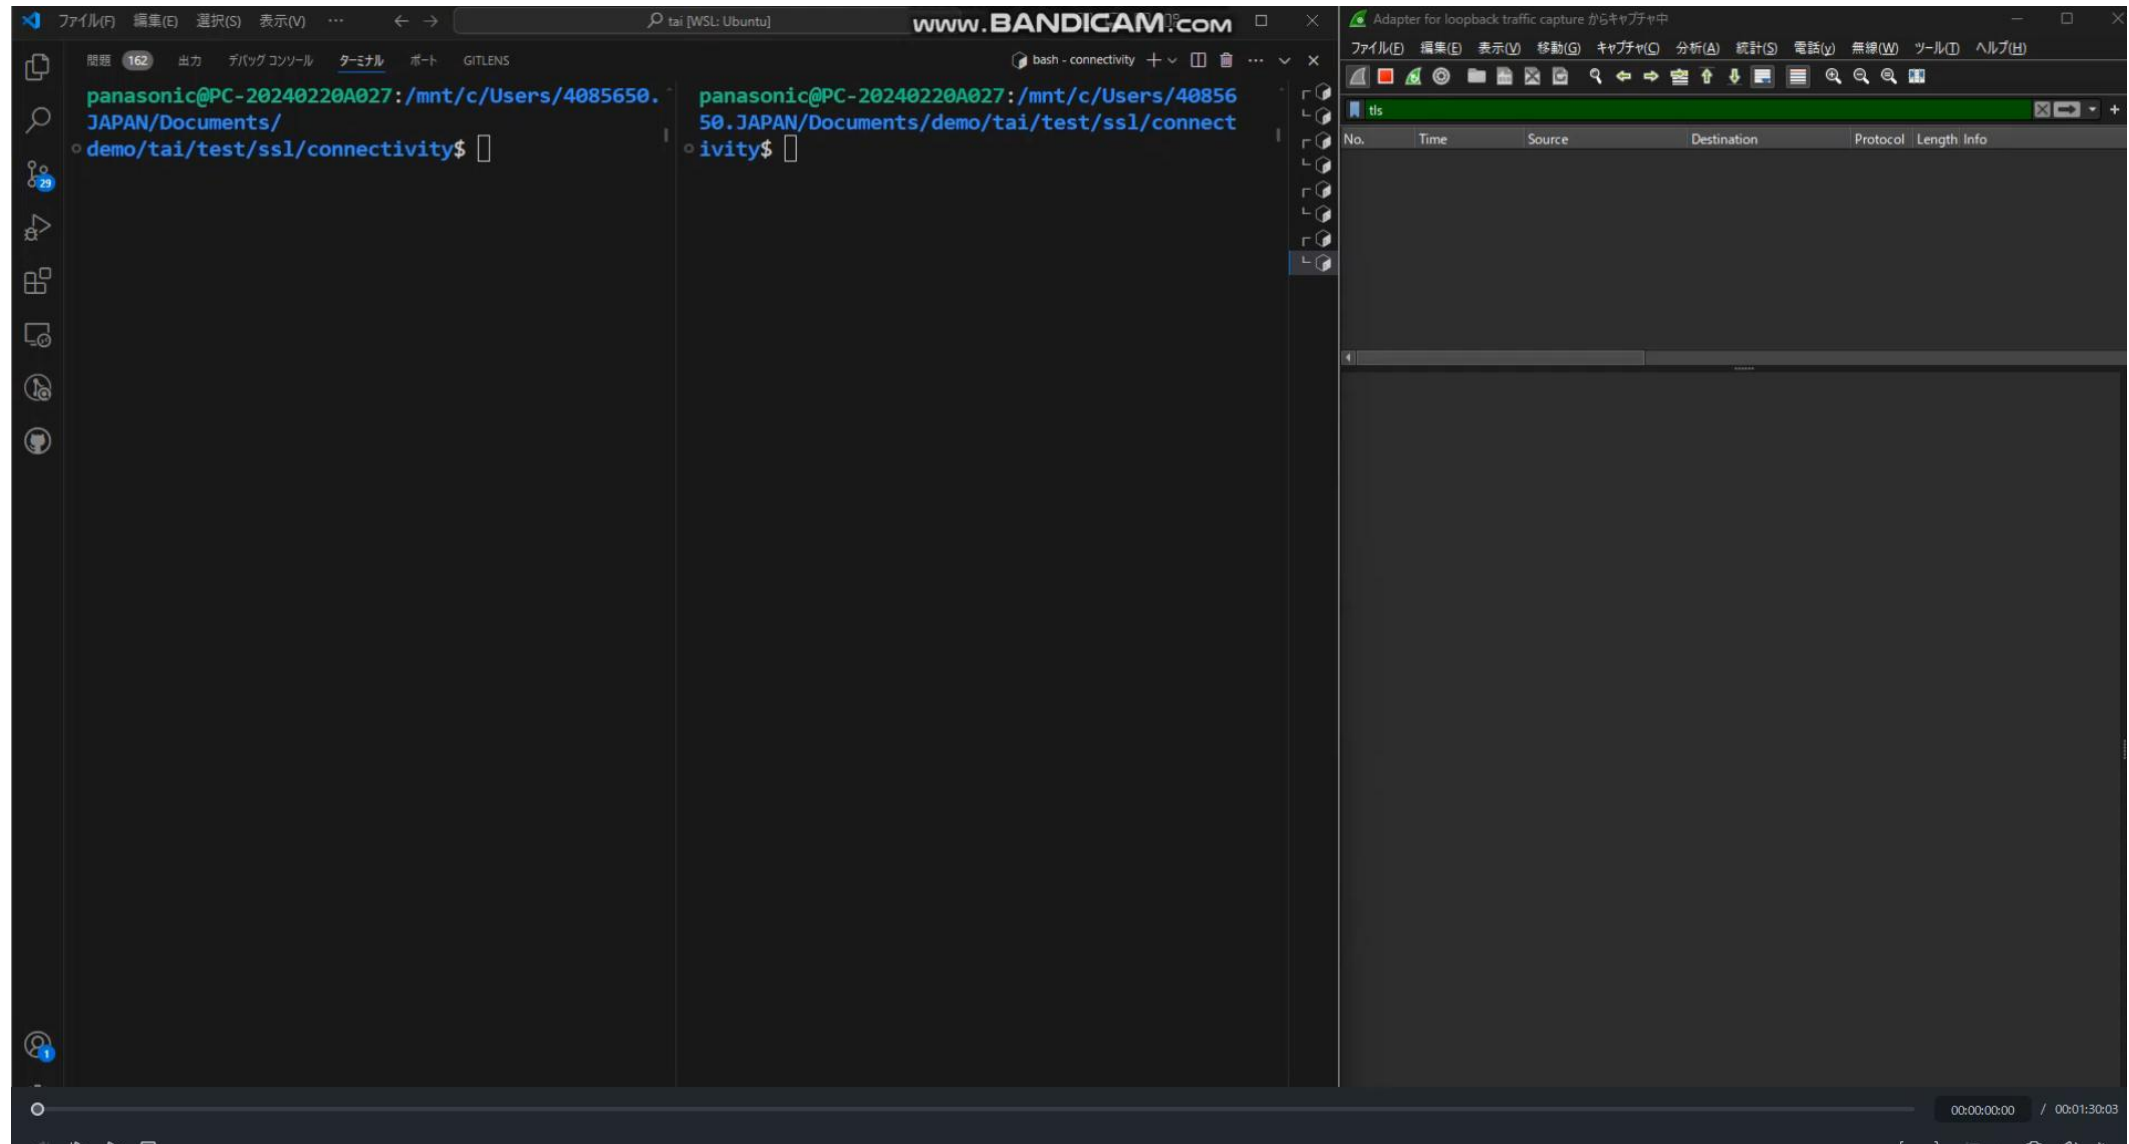 ファイル(F) 編集(E) 選択(S) 表示(V) ··· ← → tai [WSL: Ubuntu]
www.BANDICAM.com
問題 162 出力 デバッグ コンソール ターミナル ポート GITLENS bash - connectivity
panasonic@PC-20240220A027:/mnt/c/Users/4085650.
JAPAN/Documents/
demo/tai/test/ssl/connectivity$
panasonic@PC-20240220A027:/mnt/c/Users/40856
50.JAPAN/Documents/demo/tai/test/ssl/connect
ivity$
29
1
Adapter for loopback traffic capture からキャプチャ中
ファイル(F) 編集(E) 表示(V) 移動(G) キャプチャ(C) 分析(A) 統計(S) 電話(y) 無線(W) ツール(T) ヘルプ(H)
tls
No. Time Source Destination Protocol Length Info
00:00:00:00 / 00:01:30:03